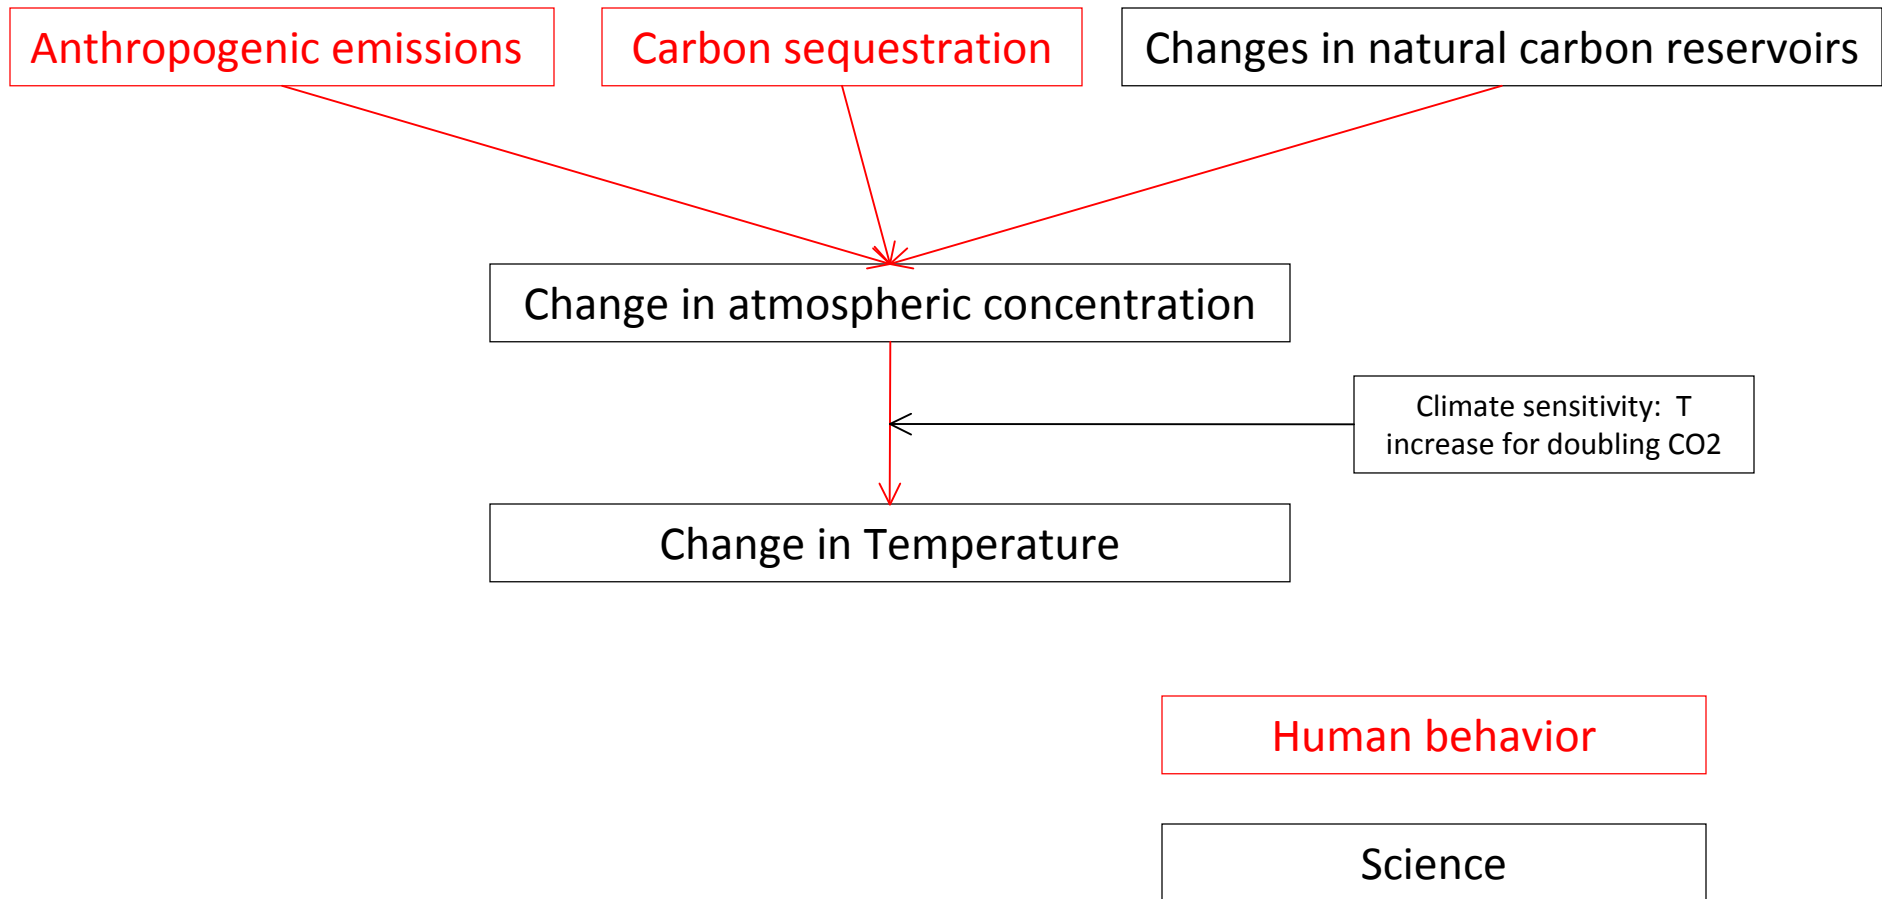 Anthropogenic emissions
Carbon sequestration
Changes in natural carbon reservoirs
Change in atmospheric concentration
Climate sensitivity:  T
increase for doubling CO2
Change in Temperature
Human behavior
Science